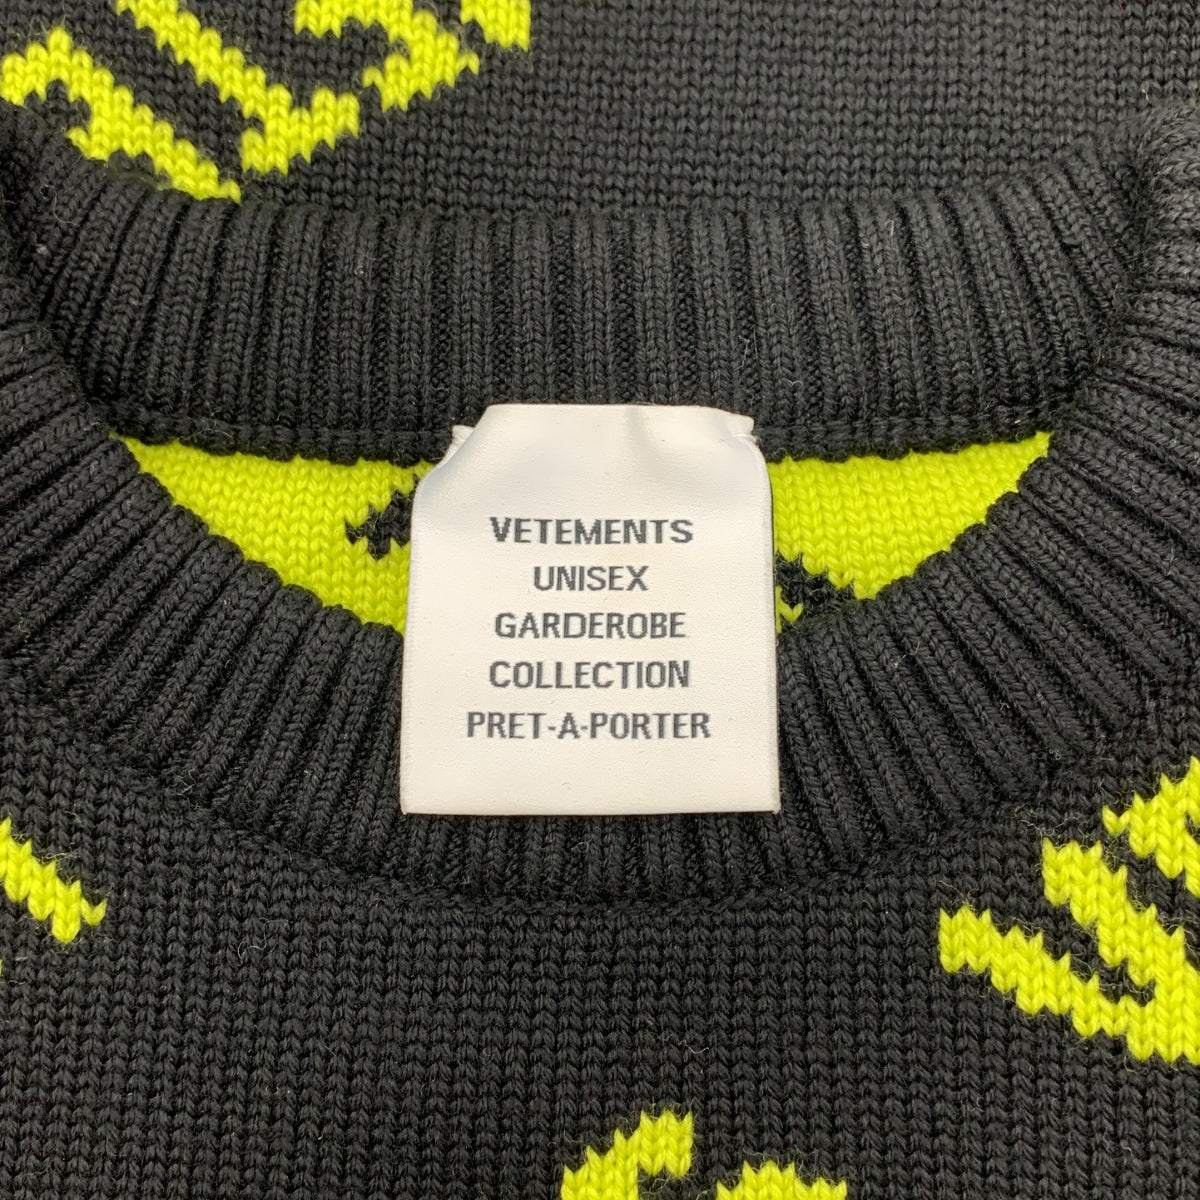 VETEMENTS
UNISEX
GARDEROBE
COLLECTION
PRET-A-PORTER